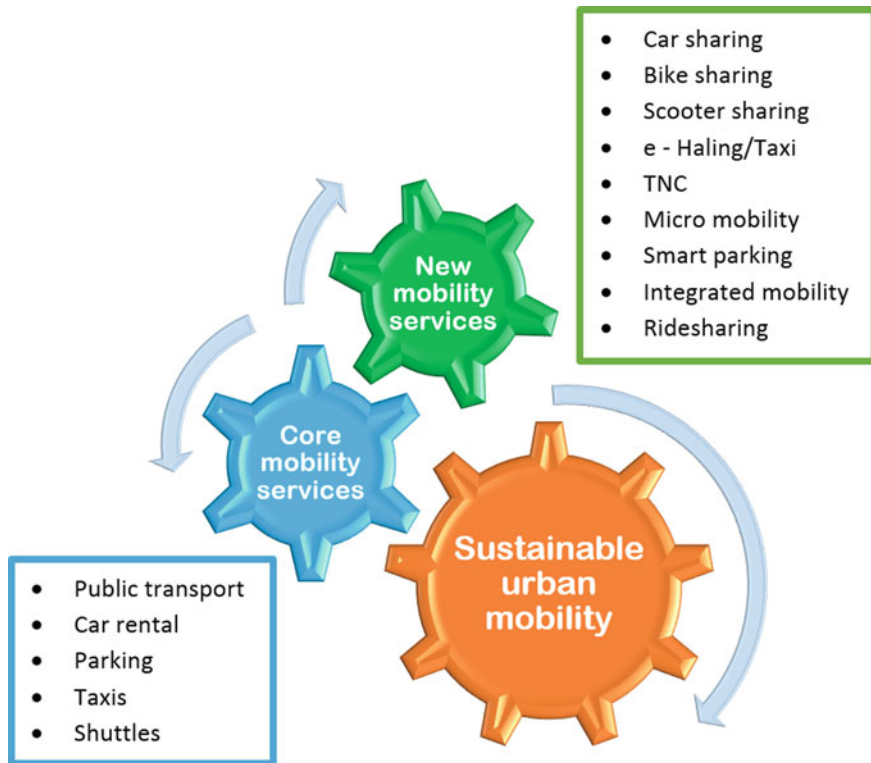 • Car sharing
• Bike sharing
• Scooter sharing
• e - Haling/Taxi
• TNC
• Micro mobility
• Smart parking
• Integrated mobility
• Ridesharing
New
mobility
services
Core
mobility
services
Sustainable
urban
mobility
• Public transport
• Car rental
• Parking
• Taxis
• Shuttles